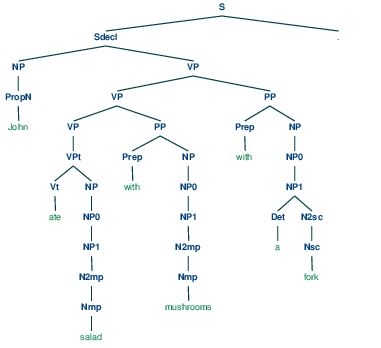 S
Sdecl .
NP VP
PropN VP PP
John VP PP Prep NP
VPt Prep NP with NP0
Vt NP with NP0 NP1
ate NP0 NP1 Det N2sc
NP1 N2mp a Nsc
N2mp Nmp fork
Nmp mushrooms
salad